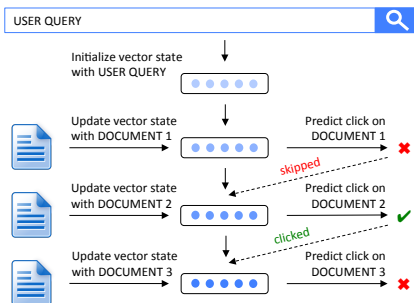 USER QUERY
Initialize vector state
with USER QUERY
Update vector state
with DOCUMENT 1
Predict click on
DOCUMENT 1
skipped
Update vector state
with DOCUMENT 2
Predict click on
DOCUMENT 2
clicked
Update vector state
with DOCUMENT 3
Predict click on
DOCUMENT 3